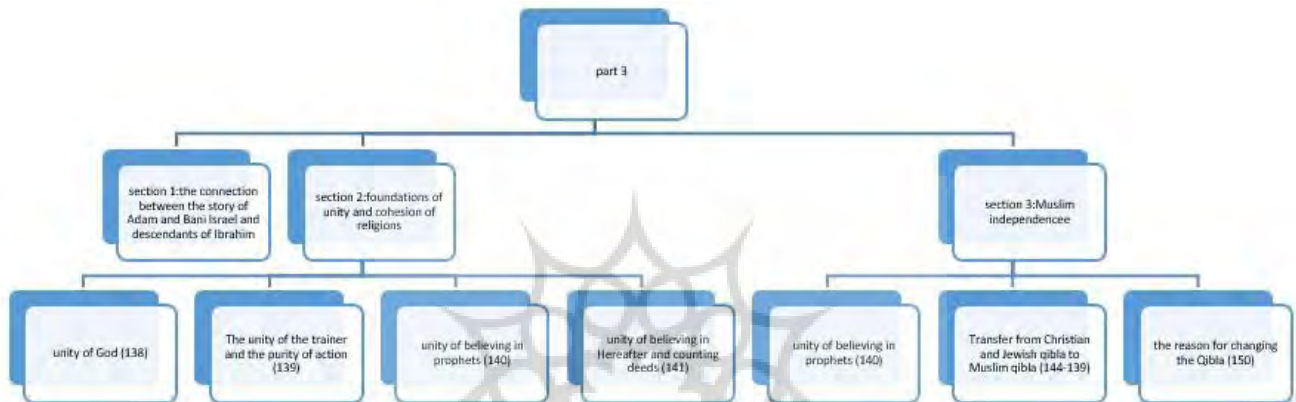 part 3
section 1:the connection
between the story of
Adam and Bani Israel and
descendants of Ibrahim
section 2:foundations of
unity and cohesion of
religions
section 3:Muslim
independencee
unity of God (138)
The unity of the trainer
and the purity of action
(139)
unity of believing in
prophets (140)
unity of believing in
Hereafter and counting
deeds (141)
unity of believing in
prophets (140)
Transfer from Christian
and Jewish qibla to
Muslim qibla (144-139)
the reason for changing
the Qibla (150)